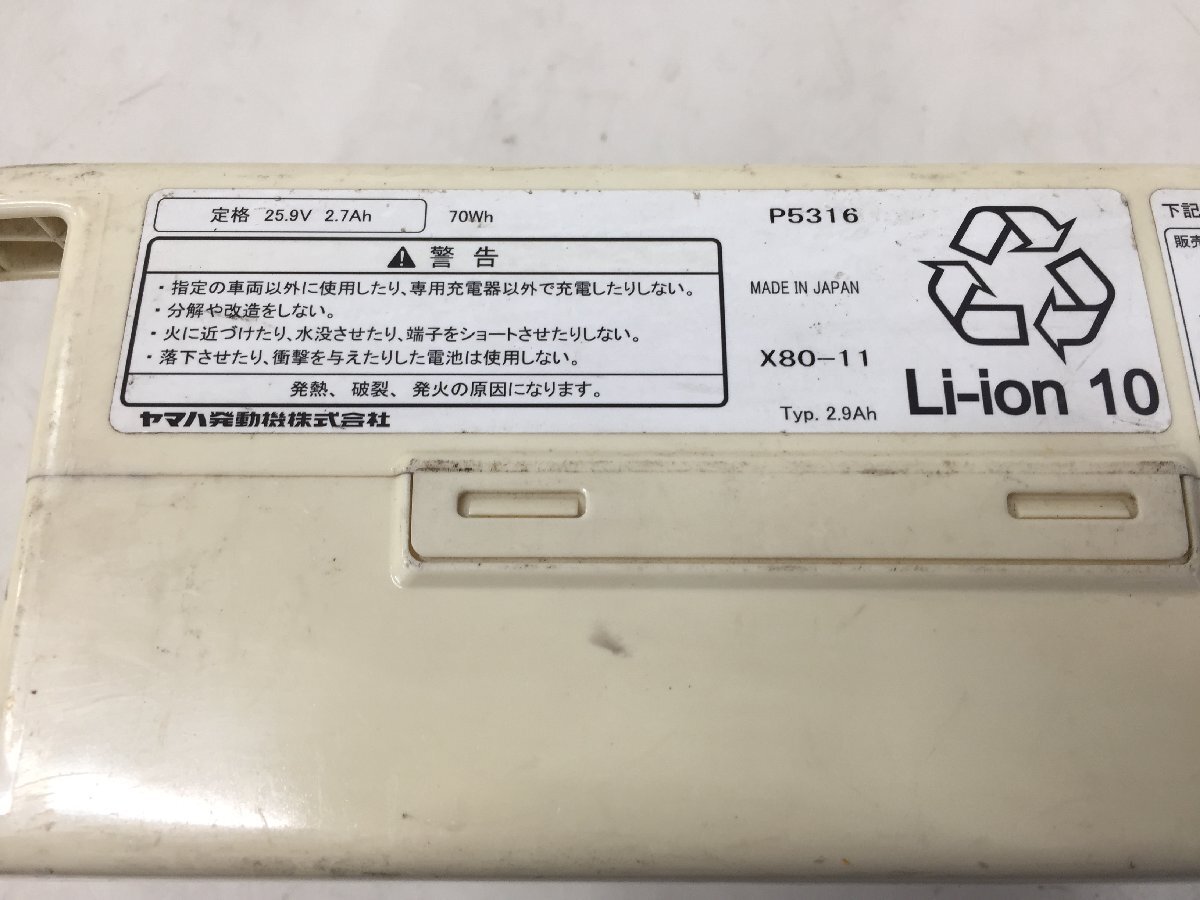 定格 25.9V 2.7Ah 70Wh
警告
・指定の車両以外に使用したり、専用充電器以外で充電したりしない。
・分解や改造をしない。
・火に近づけたり、水没させたり、端子をショートさせたりしない。
・落下させたり、衝撃を与えたりした電池は使用しない。
発熱、破裂、発火の原因になります。
ヤマハ発動機株式会社
P5316
MADE IN JAPAN
X80-11
Typ. 2.9Ah
Li-ion 10
下記
販売